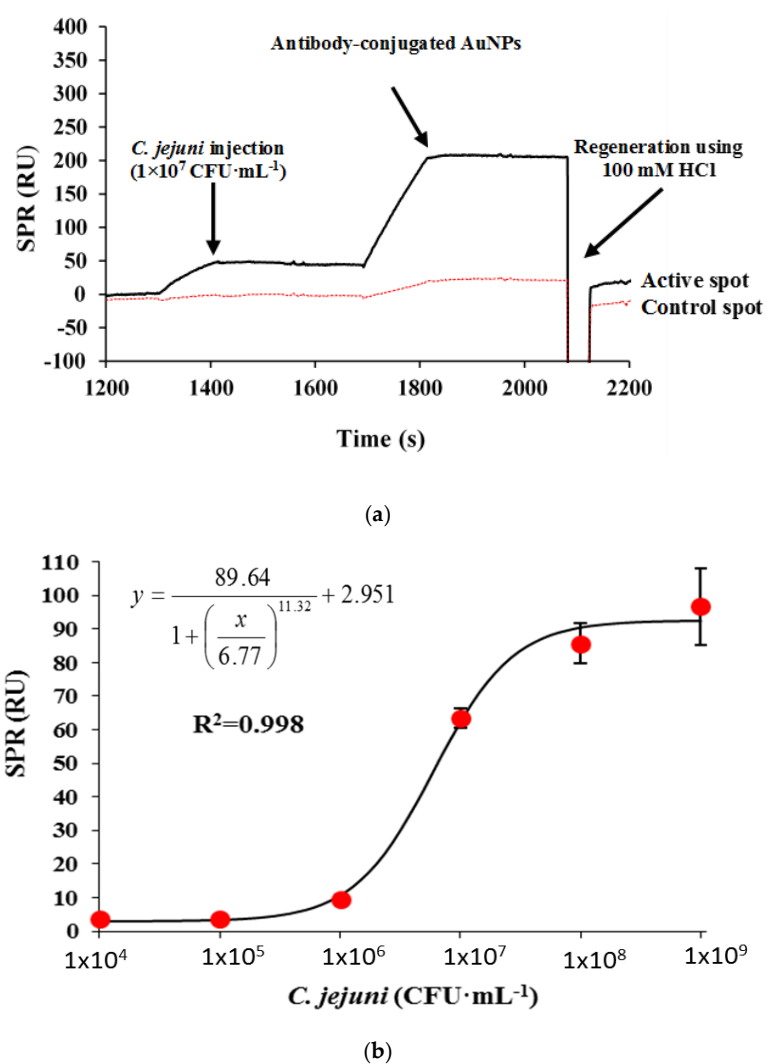 400
350
300
250
200
150
100
50
0
-50
-100
SPR (RU)
Antibody-conjugated AuNPs
C. jejuni injection
(1×10⁷ CFU·mL⁻¹)
Regeneration using
100 mM HCl
Active spot
Control spot
1200 1400 1600 1800 2000 2200
Time (s)
(a)
110
100
90
80
70
60
50
40
30
20
10
0
SPR (RU)
y = 89.64 / (1 + (x / 6.77)^11.32) + 2.951
R²=0.998
1x10⁴ 1x10⁵ 1x10⁶ 1x10⁷ 1x10⁸ 1x10⁹
C. jejuni (CFU·mL⁻¹)
(b)